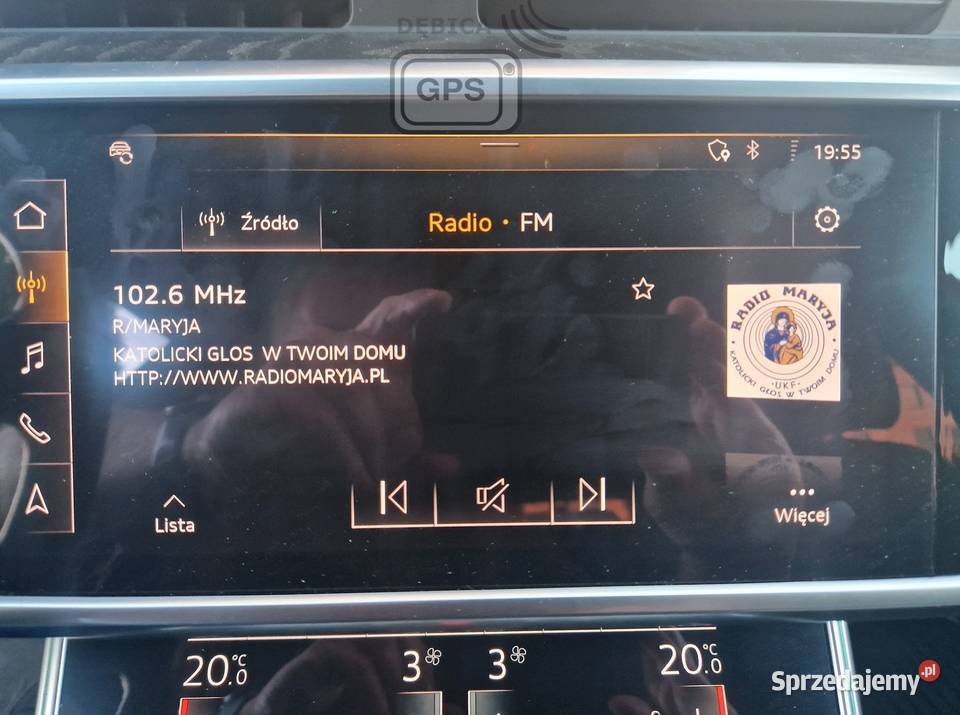 DĘBICA
GPS
19:55
Źródło
Radio • FM
102.6 MHz
R/MARYJA
KATOLICKI GLOS W TWOIM DOMU
HTTP://WWW.RADIOMARYJA.PL
RADIO MARYJA
KATOLICKI GŁOS W TWOIM DOMU
·UKF·
Lista
Więcej
20.0 °C
3
3
20.0 °C
Sprzedajemy.pl